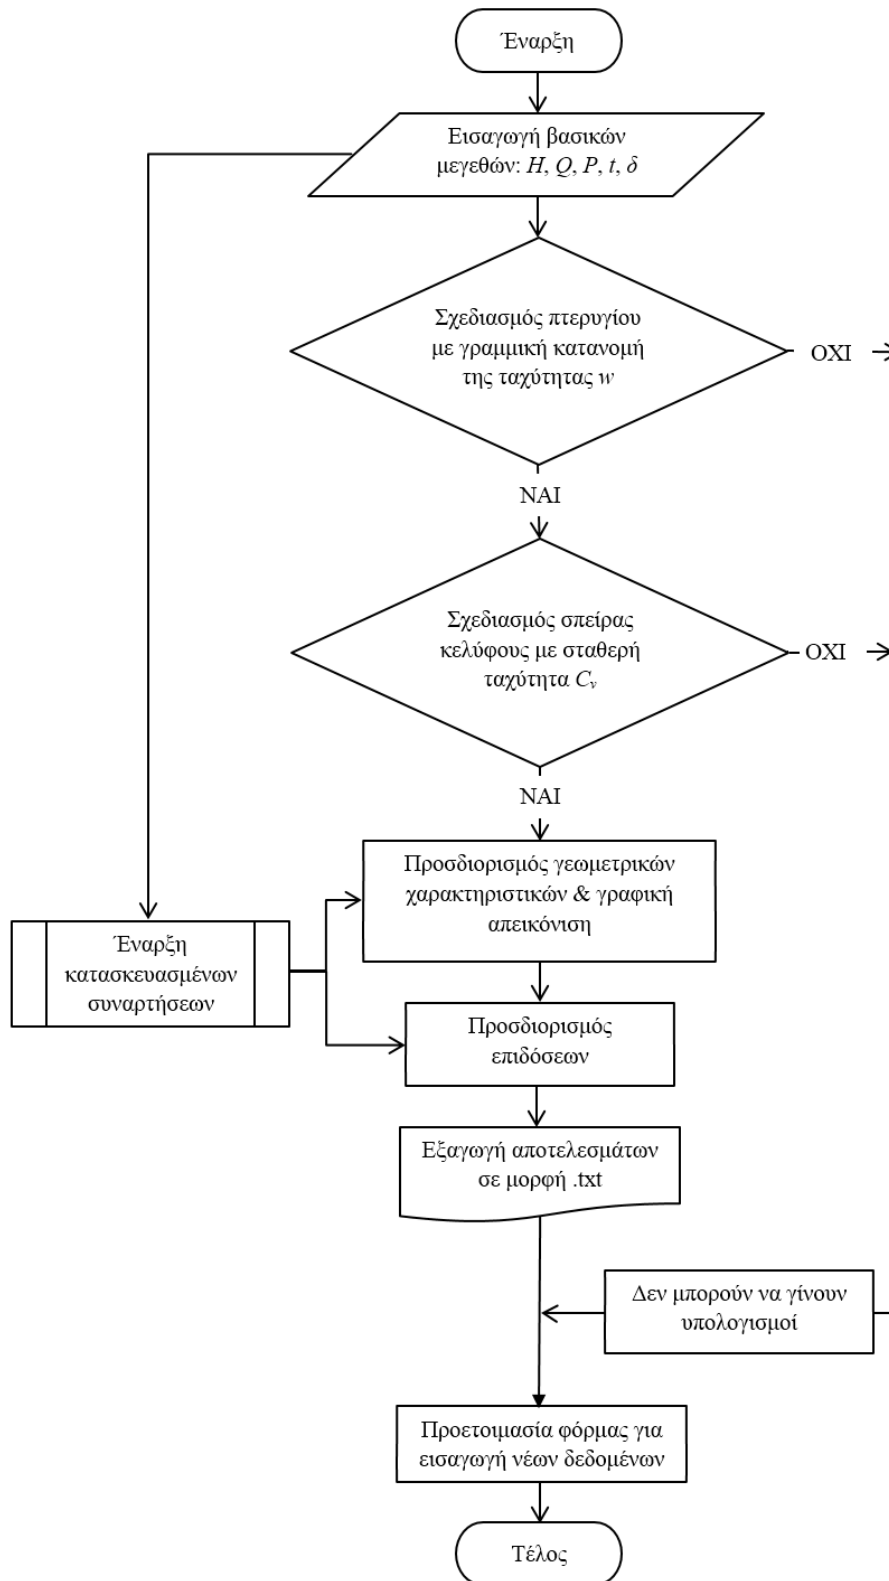 Έναρξη
Εισαγωγή βασικών
μεγεθών: H, Q, P, t, δ
Σχεδιασμός πτερυγίου
με γραμμική κατανομή
της ταχύτητας w
ΟΧΙ
ΝΑΙ
Σχεδιασμός σπείρας
κελύφους με σταθερή
ταχύτητα Cv
ΟΧΙ
ΝΑΙ
Προσδιορισμός γεωμετρικών
χαρακτηριστικών & γραφική
απεικόνιση
Έναρξη
κατασκευασμένων
συναρτήσεων
Προσδιορισμός
επιδόσεων
Εξαγωγή αποτελεσμάτων
σε μορφή .txt
Δεν μπορούν να γίνουν
υπολογισμοί
Προετοιμασία φόρμας για
εισαγωγή νέων δεδομένων
Τέλος